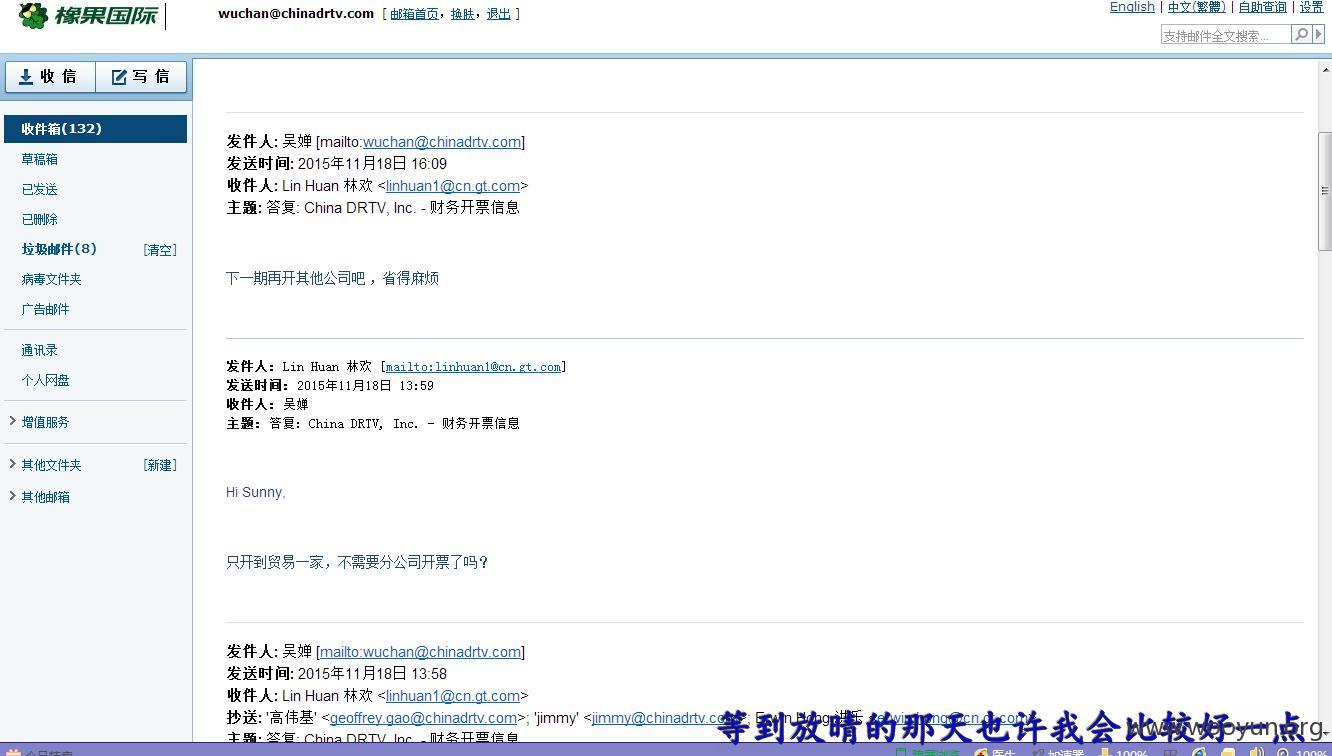 橡果国际
wuchan@chinadrtv.com [ 邮箱首页, 换肤, 退出 ]
English | 中文(繁體) | 自助查询 | 设置
支持邮件全文搜索...
收 信
写 信
收件箱(132)
草稿箱
已发送
已删除
垃圾邮件(8) [清空]
病毒文件夹
广告邮件
通讯录
个人网盘
增值服务
其他文件夹 [新建]
其他邮箱
发件人: 吴婵 [mailto:wuchan@chinadrtv.com]
发送时间: 2015年11月18日 16:09
收件人: Lin Huan 林欢 <linhuan1@cn.gt.com>
主题: 答复: China DRTV, Inc. - 财务开票信息
下一期再开其他公司吧，省得麻烦
发件人: Lin Huan 林欢 [mailto:linhuan1@cn.gt.com]
发送时间: 2015年11月18日 13:59
收件人: 吴婵
主题: 答复: China DRTV, Inc. - 财务开票信息
Hi Sunny,
只开到贸易一家，不需要分公司开票了吗？
发件人: 吴婵 [mailto:wuchan@chinadrtv.com]
发送时间: 2015年11月18日 13:58
收件人: Lin Huan 林欢 <linhuan1@cn.gt.com>
抄送: '高伟基' <geoffrey.gao@chinadrtv.com>; 'jimmy' <jimmy@chinadrtv.com>;
主题: 答复: China DRTV, Inc. - 财务开票信息
等到放晴的那天也许我会比较好一点
www.wooyun.org
今日特卖
医生
加速器
100%
100%